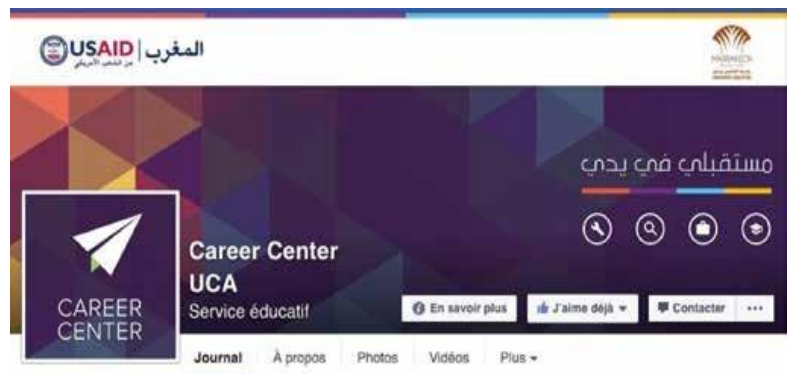 USAID | المغرب
من الشعب الأمريكي
MARRAKECH
مستقبلي في يدي
CAREER
CENTER
Career Center
UCA
Service éducatif
En savoir plus
J'aime déjà
Contacter
Journal À propos Photos Vidéos Plus